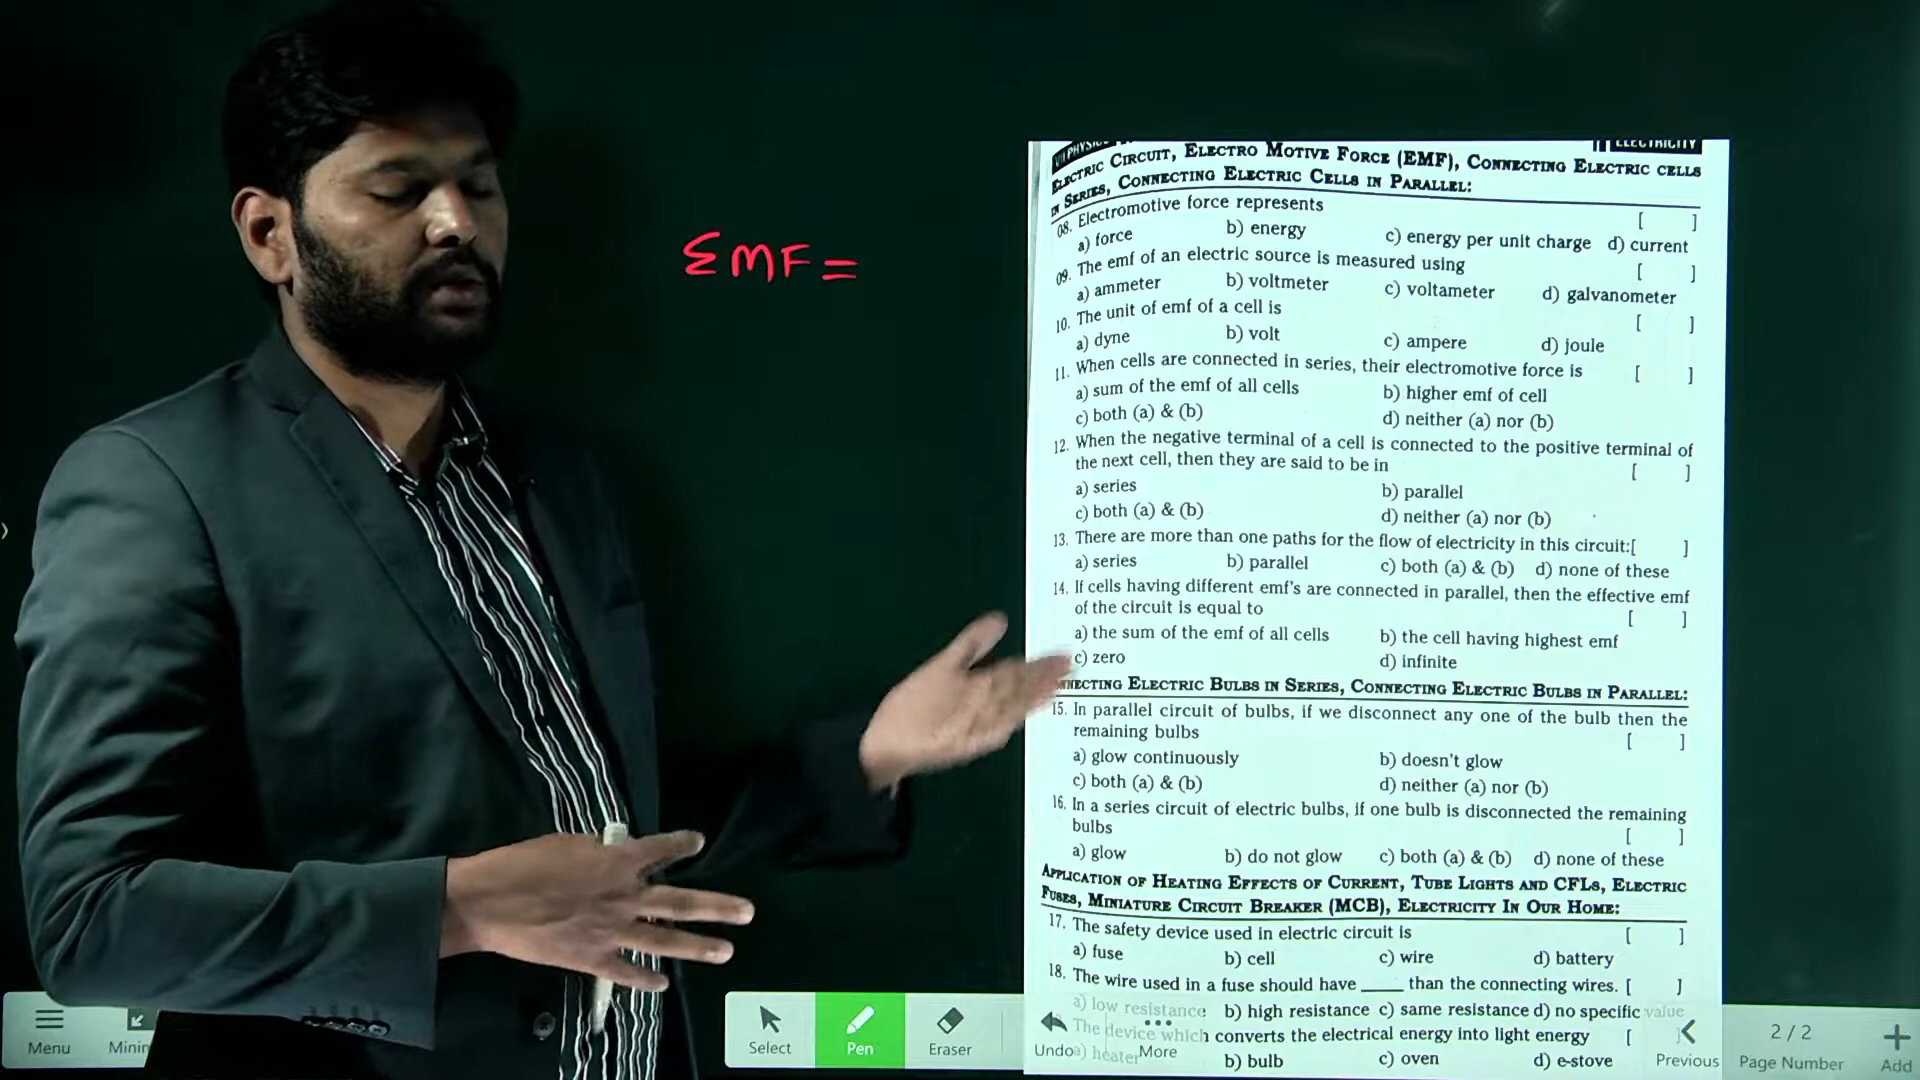 ΣMF =
VIII PHYSIC
ELECTRICITY
ELECTRIC CIRCUIT, ELECTRO MOTIVE FORCE (EMF), CONNECTING ELECTRIC CELLS
IN SERIES, CONNECTING ELECTRIC CELLS IN PARALLEL:
08. Electromotive force represents [ ]
a) force b) energy c) energy per unit charge d) current
09. The emf of an electric source is measured using [ ]
a) ammeter b) voltmeter c) voltameter d) galvanometer
10. The unit of emf of a cell is [ ]
a) dyne b) volt c) ampere d) joule
11. When cells are connected in series, their electromotive force is [ ]
a) sum of the emf of all cells b) higher emf of cell
c) both (a) & (b) d) neither (a) nor (b)
12. When the negative terminal of a cell is connected to the positive terminal of
the next cell, then they are said to be in [ ]
a) series b) parallel
c) both (a) & (b) d) neither (a) nor (b)
13. There are more than one paths for the flow of electricity in this circuit:[ ]
a) series b) parallel c) both (a) & (b) d) none of these
14. If cells having different emf's are connected in parallel, then the effective emf
of the circuit is equal to [ ]
a) the sum of the emf of all cells b) the cell having highest emf
c) zero d) infinite
NNECTING ELECTRIC BULBS IN SERIES, CONNECTING ELECTRIC BULBS IN PARALLEL:
15. In parallel circuit of bulbs, if we disconnect any one of the bulb then the
remaining bulbs [ ]
a) glow continuously b) doesn't glow
c) both (a) & (b) d) neither (a) nor (b)
16. In a series circuit of electric bulbs, if one bulb is disconnected the remaining
bulbs [ ]
a) glow b) do not glow c) both (a) & (b) d) none of these
APPLICATION OF HEATING EFFECTS OF CURRENT, TUBE LIGHTS AND CFLS, ELECTRIC
FUSES, MINIATURE CIRCUIT BREAKER (MCB), ELECTRICITY IN OUR HOME:
17. The safety device used in electric circuit is [ ]
a) fuse b) cell c) wire d) battery
18. The wire used in a fuse should have ____ than the connecting wires. [ ]
a) low resistance b) high resistance c) same resistance d) no specific value
The device which converts the electrical energy into light energy [ ]
a) heater b) bulb c) oven d) e-stove
Menu Minin Select Pen Eraser Undo More Previous 2 / 2 Page Number Add